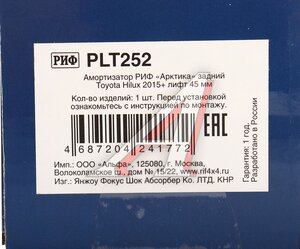 РИФ PLT252
Амортизатор РИФ «Арктика» задний
Toyota Hilux 2015+ лифт 45 мм
Кол-во изделий: 1 шт. Перед установкой
ознакомьтесь с инструкцией по монтажу.
EAC
4 687204 241772
Имп.: ООО «Альфа», 125080, г. Москва,
Волоколамское ш., дом № 15/22, www.rif4x4.ru
Изг.: Янжоу Фокус Шок Абсорбер Ко. ЛТД. КНР
Гарантия: 1 год.
Разработано в России